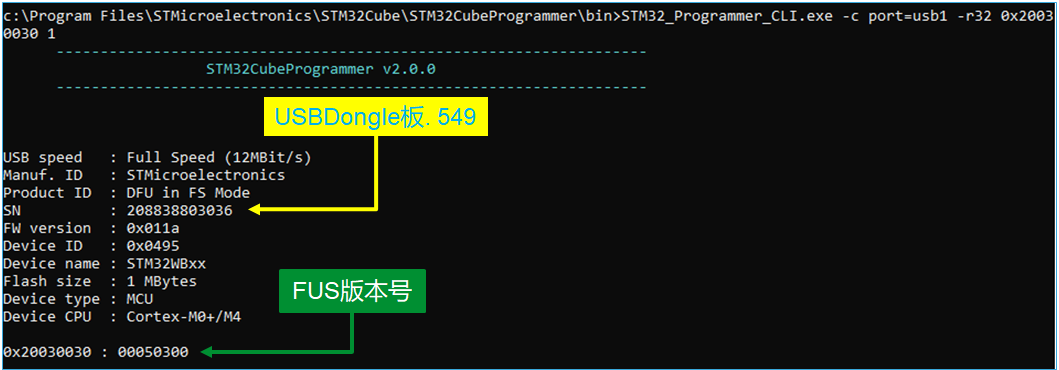 c:\Program Files\STMicroelectronics\STM32Cube\STM32CubeProgrammer\bin>STM32_Programmer_CLI.exe -c port=usb1 -r32 0x2003
0030 1
-------------------------------------------------------------------
STM32CubeProgrammer v2.0.0
-------------------------------------------------------------------
USBDongle板. 549
USB speed   : Full Speed (12MBit/s)
Manuf. ID   : STMicroelectronics
Product ID  : DFU in FS Mode
SN          : 208838803036
FW version  : 0x011a
Device ID   : 0x0495
Device name : STM32WBxx
Flash size  : 1 MBytes
Device type : MCU
Device CPU  : Cortex-M0+/M4
FUS版本号
0x20030030 : 00050300